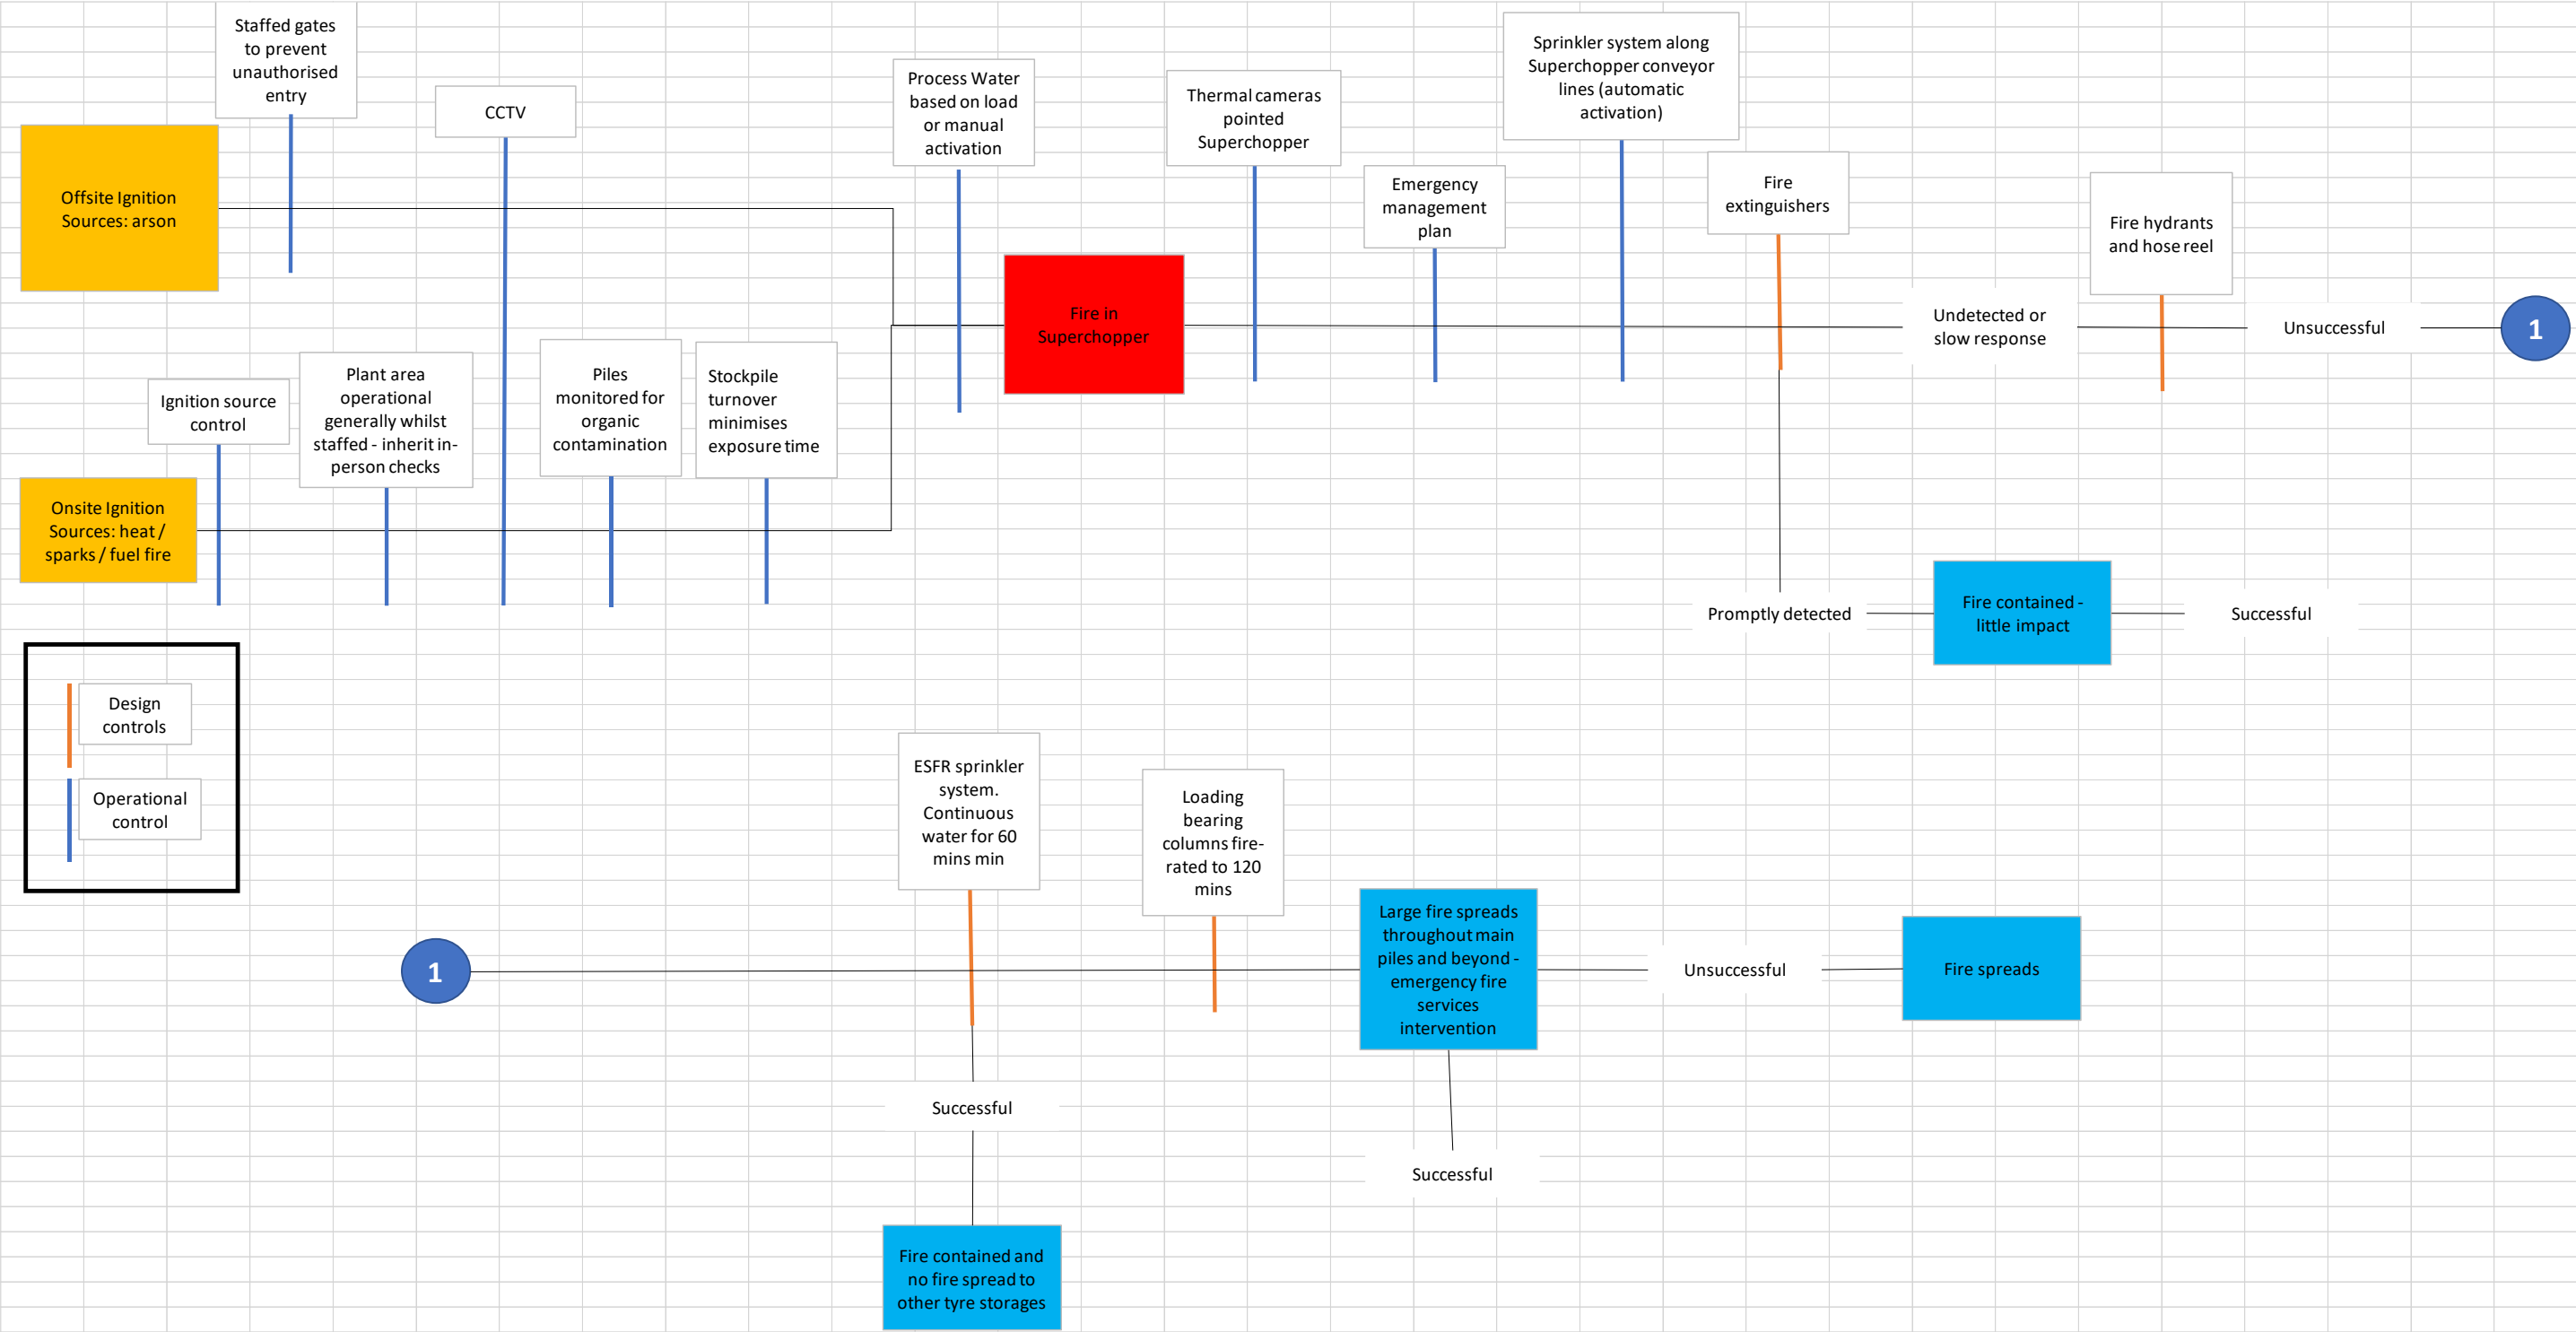 Staffed gates
to prevent
unauthorised
entry
CCTV
Process Water
based on load
or manual
activation
Thermal cameras
pointed
Superchopper
Sprinkler system along
Superchopper conveyor
lines (automatic
activation)
Emergency
management
plan
Fire
extinguishers
Fire hydrants
and hose reel
Offsite Ignition
Sources: arson
Fire in
Superchopper
Undetected or
slow response
Unsuccessful
1
Ignition source
control
Plant area
operational
generally whilst
staffed - inherit in-
person checks
Piles
monitored for
organic
contamination
Stockpile
turnover
minimises
exposure time
Onsite Ignition
Sources: heat /
sparks / fuel fire
Promptly detected
Fire contained -
little impact
Successful
Design
controls
Operational
control
ESFR sprinkler
system.
Continuous
water for 60
mins min
Loading
bearing
columns fire-
rated to 120
mins
1
Large fire spreads
throughout main
piles and beyond -
emergency fire
services
intervention
Unsuccessful
Fire spreads
Successful
Successful
Fire contained and
no fire spread to
other tyre storages